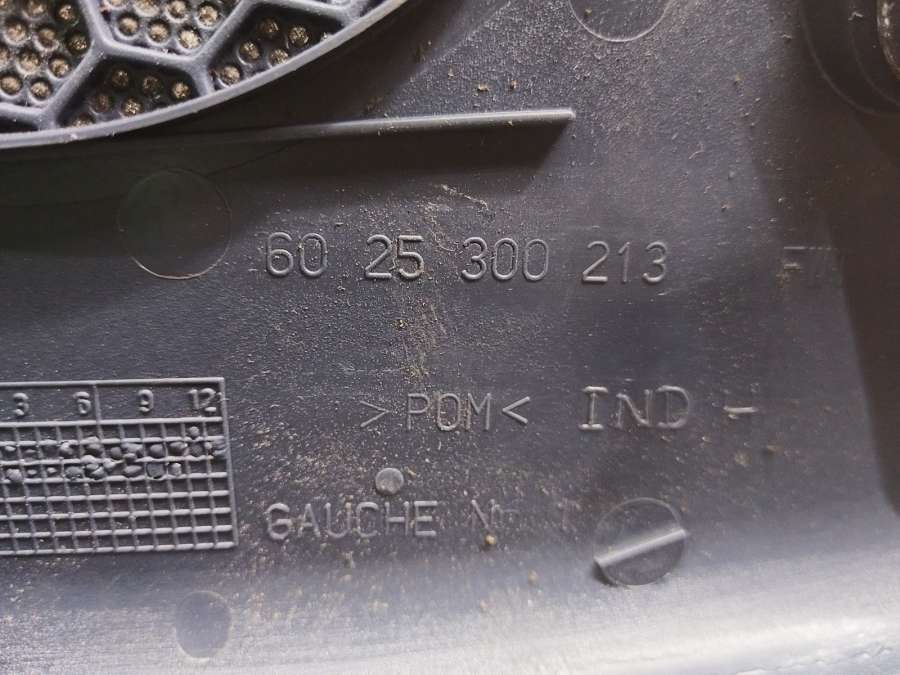 60 25 300 213
3 6 9 12
>POM< IND H
GAUCHE